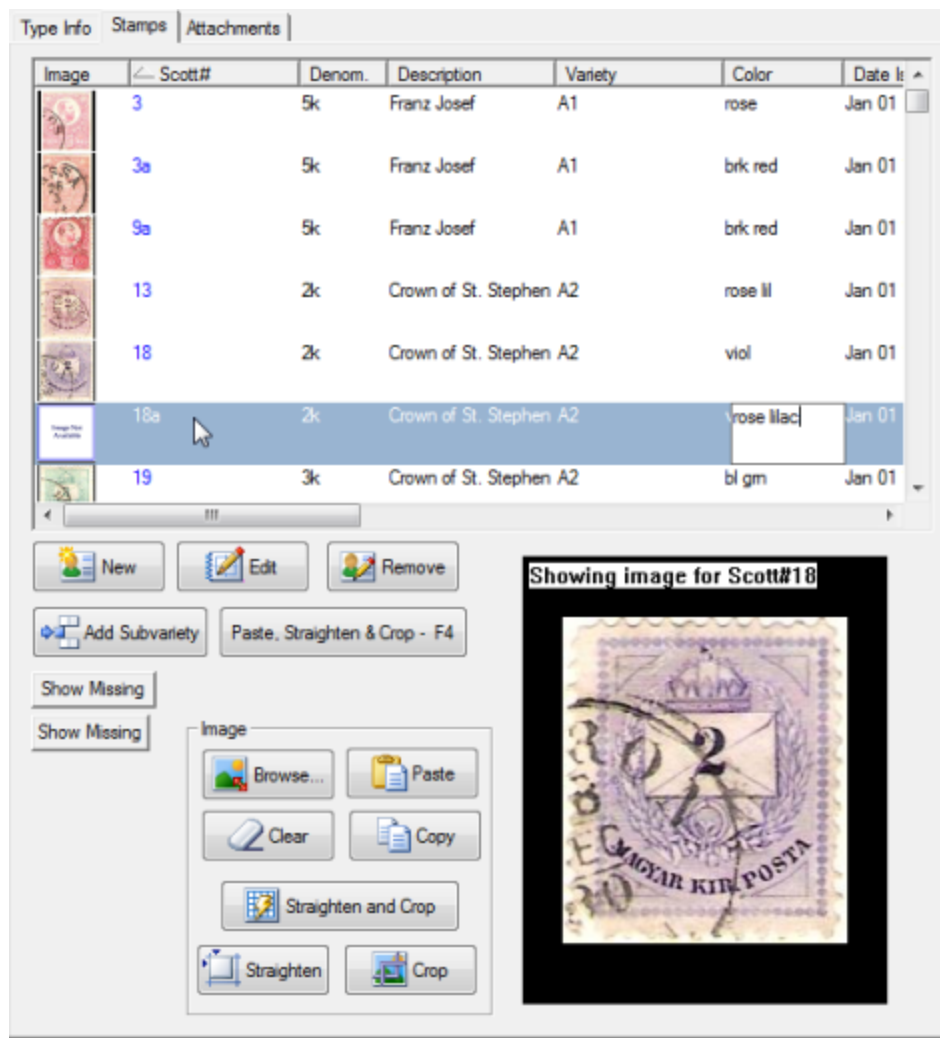 Type Info Stamps Attachments
Image Scott# Denom. Description Variety Color Date Is
3 5k Franz Josef A1 rose Jan 01
3a 5k Franz Josef A1 brk red Jan 01
9a 5k Franz Josef A1 brk red Jan 01
13 2k Crown of St. Stephen A2 rose lil Jan 01
18 2k Crown of St. Stephen A2 viol Jan 01
Image Not
Available
18a 2k Crown of St. Stephen A2 rose lilac Jan 01
19 3k Crown of St. Stephen A2 bl grn Jan 01
New Edit Remove
Add Subvariety Paste, Straighten & Crop - F4
Show Missing
Show Missing
Image
Browse... Paste
Clear Copy
Straighten and Crop
Straighten Crop
Showing image for Scott#18
2
MAGYAR KIR. POSTA